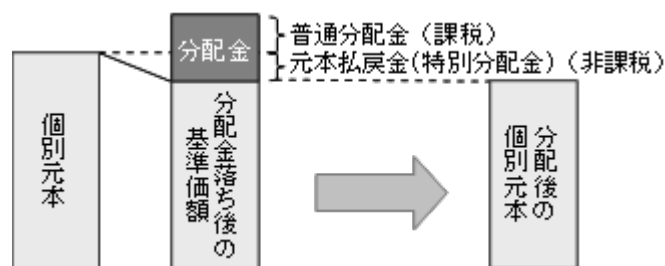 分配金
普通分配金（課税）
元本払戻金(特別分配金)（非課税）
個別元本
分配金落ち後の
基準価額
分配後の
個別元本